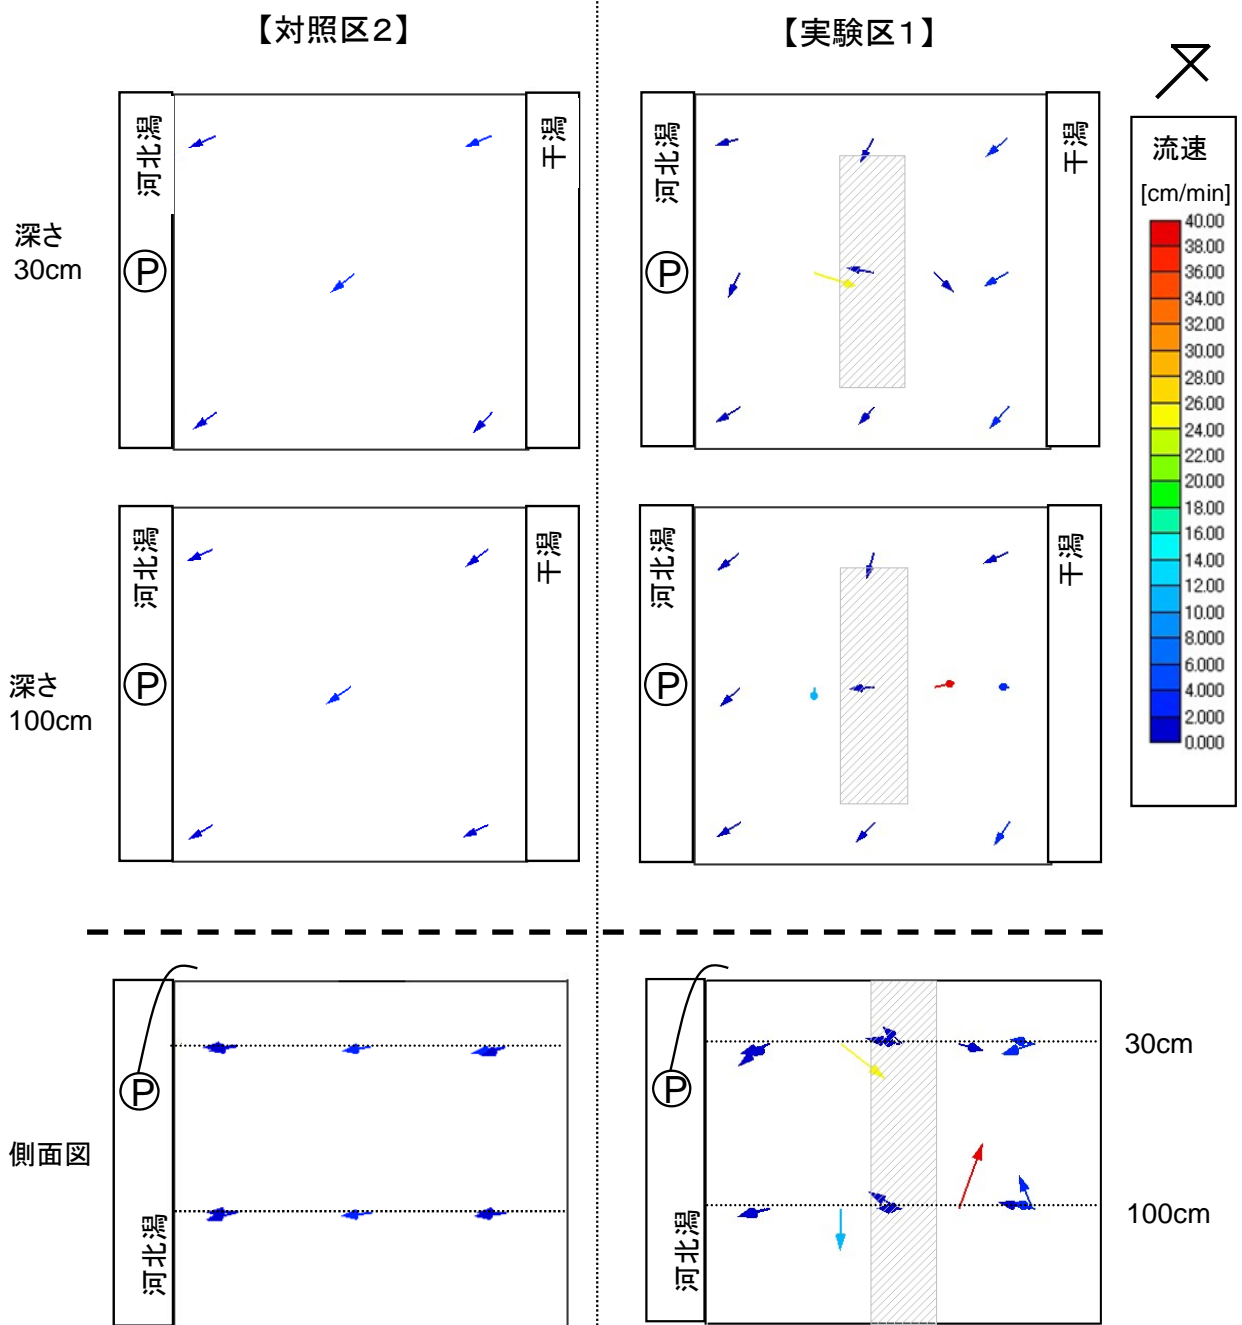 【対照区２】
【実験区１】
河北潟
干潟
河北潟
干潟
深さ
30cm
P
P
流速
[cm/min]
40.00
38.00
36.00
34.00
32.00
30.00
28.00
26.00
24.00
22.00
20.00
18.00
16.00
14.00
12.00
10.00
8.000
6.000
4.000
2.000
0.000
河北潟
干潟
河北潟
干潟
深さ
100cm
P
P
側面図
P
P
30cm
100cm
河北潟
河北潟